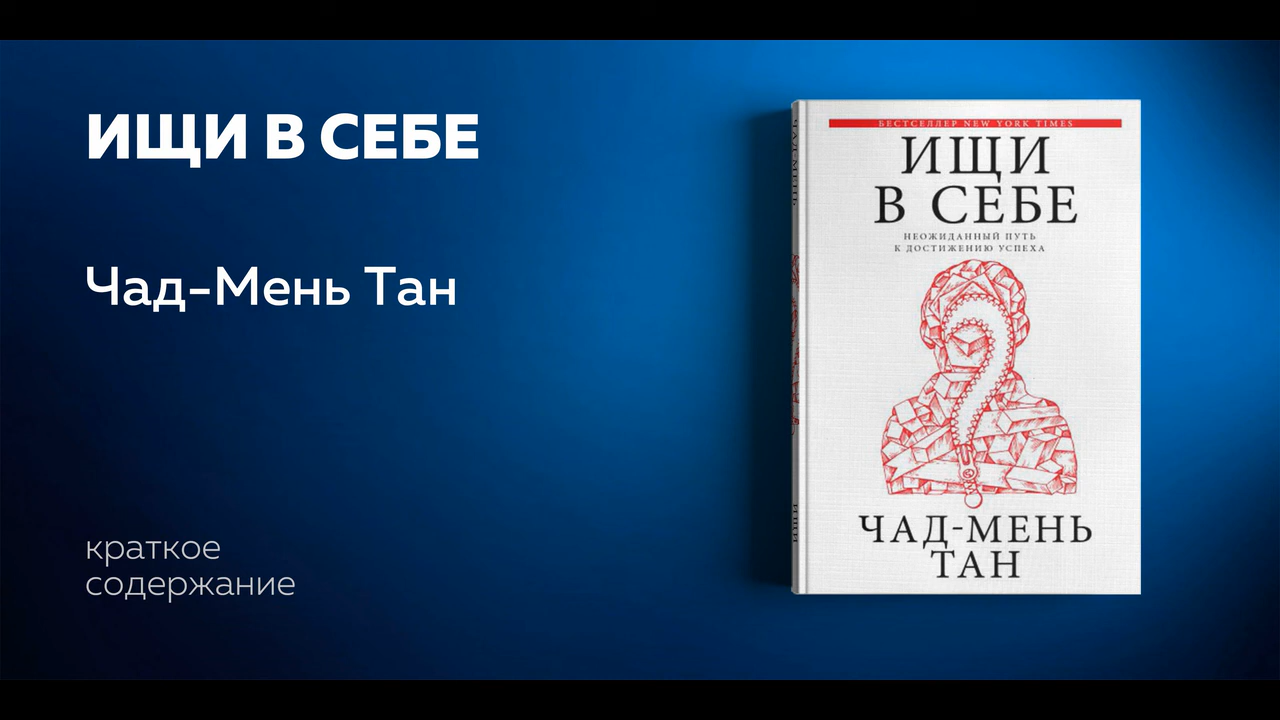 ИЩИ В СЕБЕ
Чад-Мень Тан
краткое
содержание
БЕСТСЕЛЛЕР NEW YORK TIMES
ИЩИ
В СЕБЕ
НЕОЖИДАННЫЙ ПУТЬ
К ДОСТИЖЕНИЮ УСПЕХА
ЧАД-МЕНЬ
ТАН